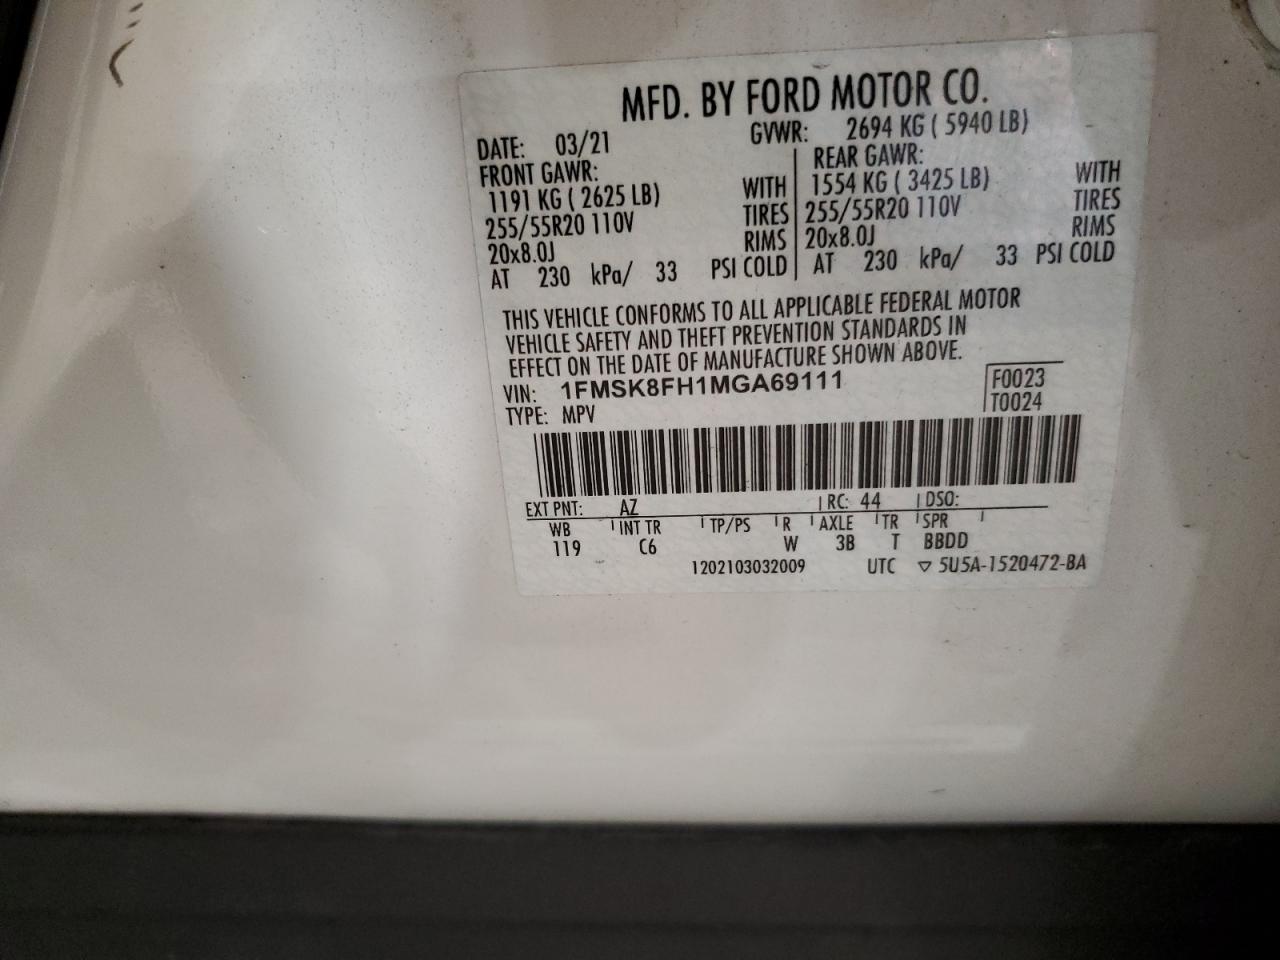 MFD. BY FORD MOTOR CO.
DATE: 03/21 GVWR: 2694 KG ( 5940 LB)
FRONT GAWR: REAR GAWR:
1191 KG ( 2625 LB) WITH 1554 KG ( 3425 LB) WITH
255/55R20 110V TIRES 255/55R20 110V TIRES
20x8.0J RIMS 20x8.0J RIMS
AT 230 kPa/ 33 PSI COLD AT 230 kPa/ 33 PSI COLD
THIS VEHICLE CONFORMS TO ALL APPLICABLE FEDERAL MOTOR
VEHICLE SAFETY AND THEFT PREVENTION STANDARDS IN
EFFECT ON THE DATE OF MANUFACTURE SHOWN ABOVE.
VIN: 1FMSK8FH1MGA69111 F0023
TYPE: MPV T0024
EXT PNT: AZ RC: 44 DSO:
WB INT TR TP/PS R AXLE TR SPR
119 C6 W 3B T BBDD
1202103032009 UTC ▽ 5U5A-1520472-BA